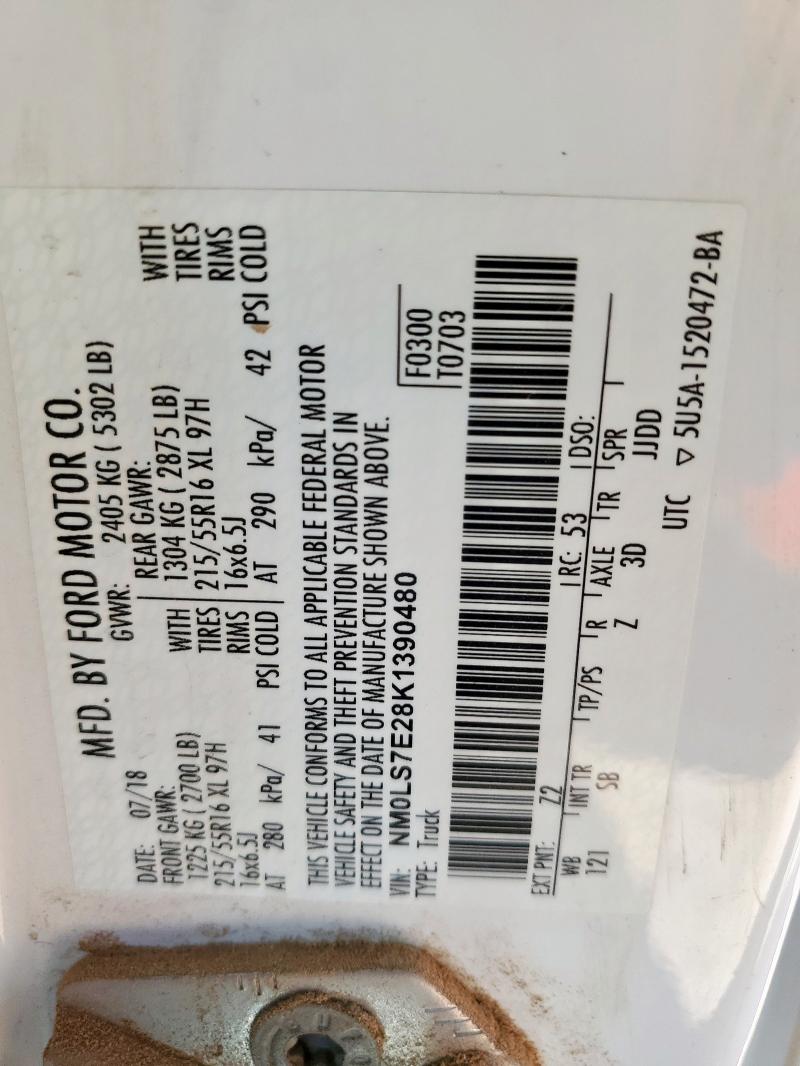 MFD. BY FORD MOTOR CO.
DATE: 07/18 GVWR: 2405 KG ( 5302 LB)
FRONT GAWR: REAR GAWR:
1225 KG ( 2700 LB) WITH 1304 KG ( 2875 LB) WITH
215/55R16 XL 97H TIRES 215/55R16 XL 97H TIRES
16x6.5J RIMS 16x6.5J RIMS
AT 280 kPa/ 41 PSI COLD AT 290 kPa/ 42 PSI COLD
THIS VEHICLE CONFORMS TO ALL APPLICABLE FEDERAL MOTOR
VEHICLE SAFETY AND THEFT PREVENTION STANDARDS IN
EFFECT ON THE DATE OF MANUFACTURE SHOWN ABOVE.
VIN: NM0LS7E28K1390480 F0300
TYPE: Truck T0703
EXT PNT: Z2 RC: 53 DSO:
WB INT TR TP/PS R AXLE TR SPR
121 SB Z 3D JJDD
UTC ▽ 5U5A-1520472-BA